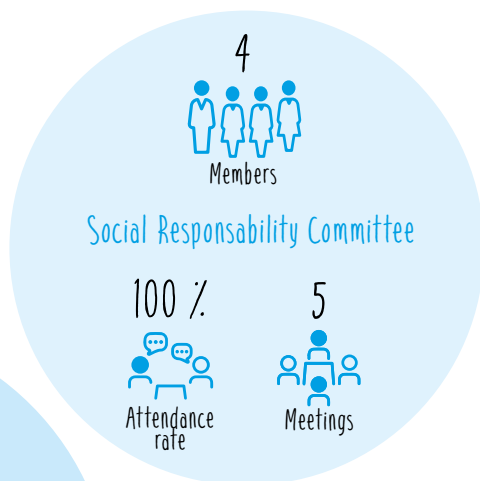 4
Members
Social Responsability Committee
100 %
Attendance
rate
5
Meetings